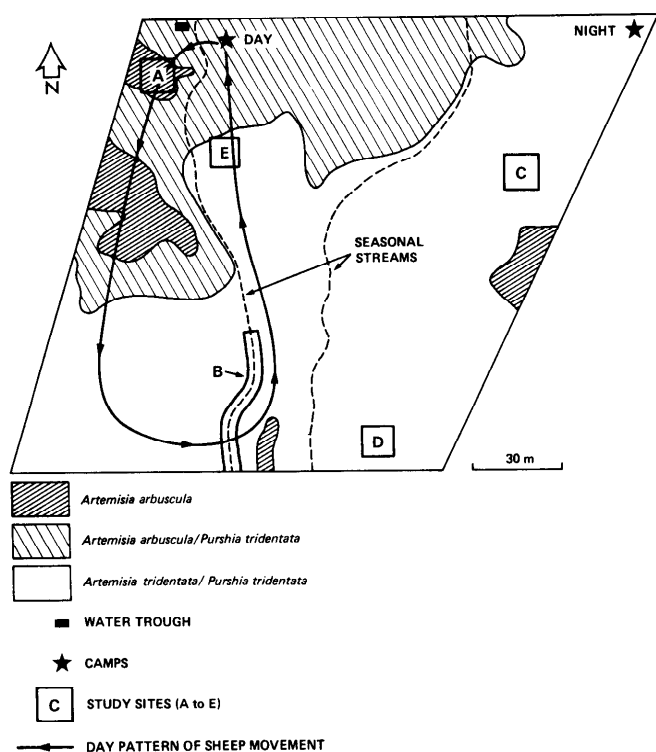 DAY
NIGHT
N
A
E
C
SEASONAL
STREAMS
B
D
30 m
Artemisia arbuscula
Artemisia arbuscula/Purshia tridentata
Artemisia tridentata/ Purshia tridentata
WATER TROUGH
CAMPS
C STUDY SITES (A to E)
DAY PATTERN OF SHEEP MOVEMENT